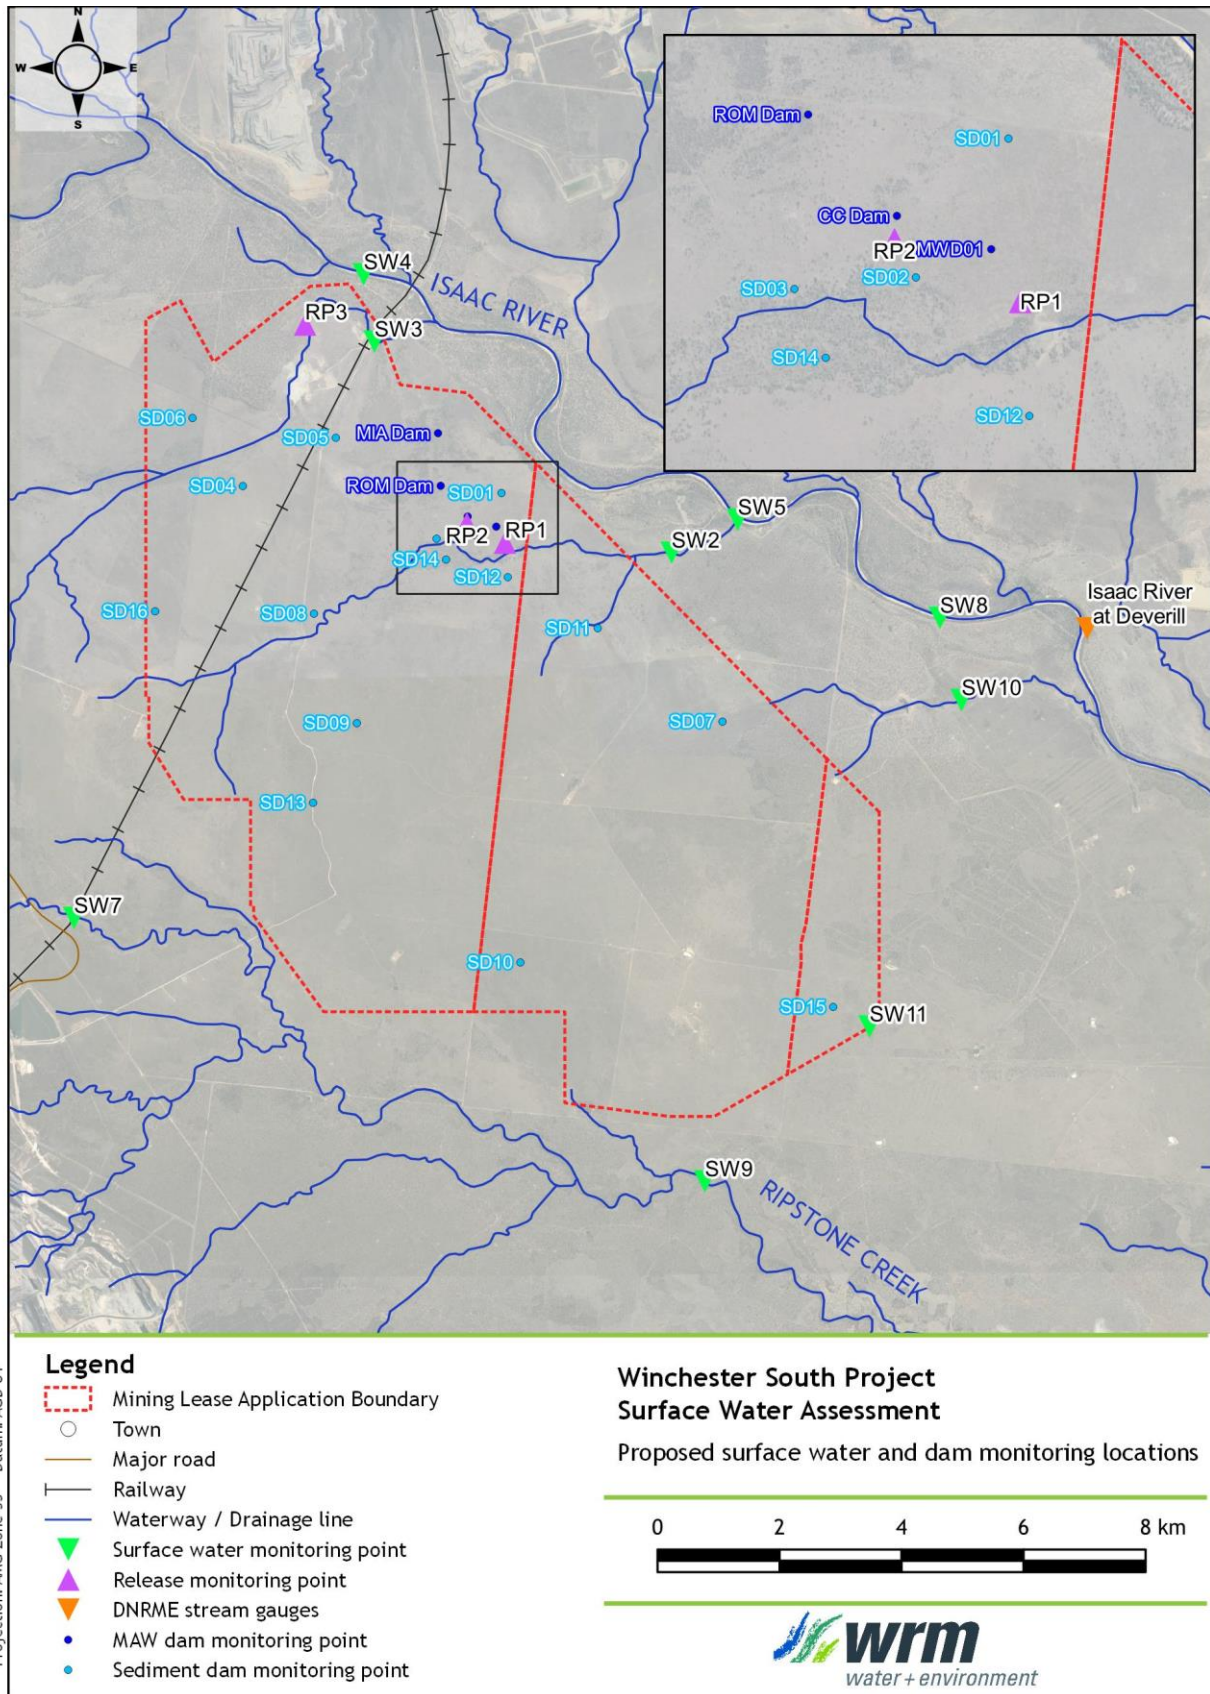 N
W
E
S
SW4
ISAAC RIVER
RP3
SW3
SD06
SD05
MIA Dam
SD04
ROM Dam
SD01
RP2
RP1
SD14
SD12
SW2
SW5
SD16
SD08
SD11
SW8
Isaac River
at Deverill
SW10
SD09
SD07
SD13
SW7
SD10
SD15
SW11
SW9
RIPSTONE CREEK
ROM Dam
SD01
CC Dam
RP2
MWD01
SD02
SD03
RP1
SD14
SD12
Legend
Mining Lease Application Boundary
Town
Major road
Railway
Waterway / Drainage line
Surface water monitoring point
Release monitoring point
DNRME stream gauges
MAW dam monitoring point
Sediment dam monitoring point
Winchester South Project
Surface Water Assessment
Proposed surface water and dam monitoring locations
0 2 4 6 8 km
wrm
water + environment